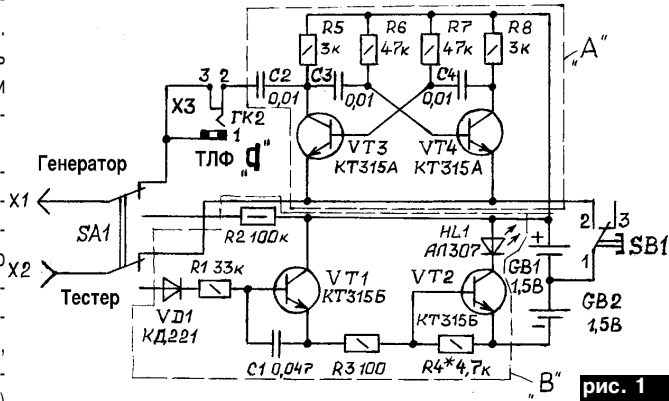 R5 R6 R7 R8
3к 47к 47к 3к
„А"
3 2 C2 C3 C4
0,01 0,01 0,01
X3 ГК2
1
ТЛФ „ "
VT3 VT4
КТ315А КТ315А
Генератор
X1
SA1
R2 100к
HL1
АЛ307
2 3
SB1
1
X2
R1 33к
VT1
КТ315Б
VT2
КТ315Б
GB1 +
1,5В
GB2
1,5В
–
Тестер
VD1
КД221
C1 0,047 R3 100 R4* 4,7к
„В"
рис. 1